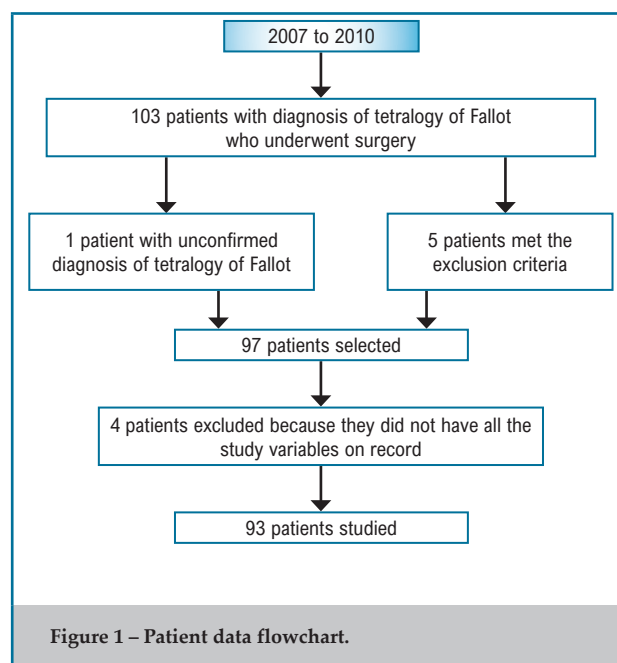 2007 to 2010
103 patients with diagnosis of tetralogy of Fallot
who underwent surgery
1 patient with unconfirmed
diagnosis of tetralogy of Fallot
5 patients met the
exclusion criteria
97 patients selected
4 patients excluded because they did not have all the
study variables on record
93 patients studied
Figure 1 – Patient data flowchart.